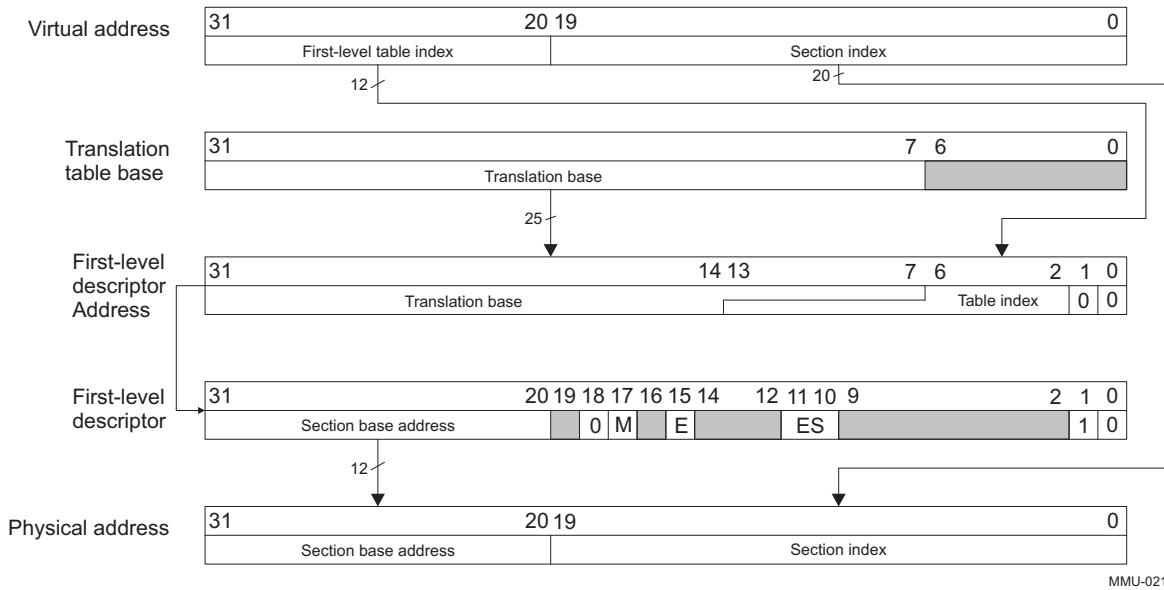 Virtual address
31 20 19 0
First-level table index Section index
12 20
Translation
table base
31 7 6 0
Translation base
25
First-level
descriptor
Address
31 14 13 7 6 2 1 0
Translation base Table index 0 0
First-level
descriptor
31 20 19 18 17 16 15 14 12 11 10 9 2 1 0
Section base address 0 M E ES 1 0
12
Physical address
31 20 19 0
Section base address Section index
MMU-021